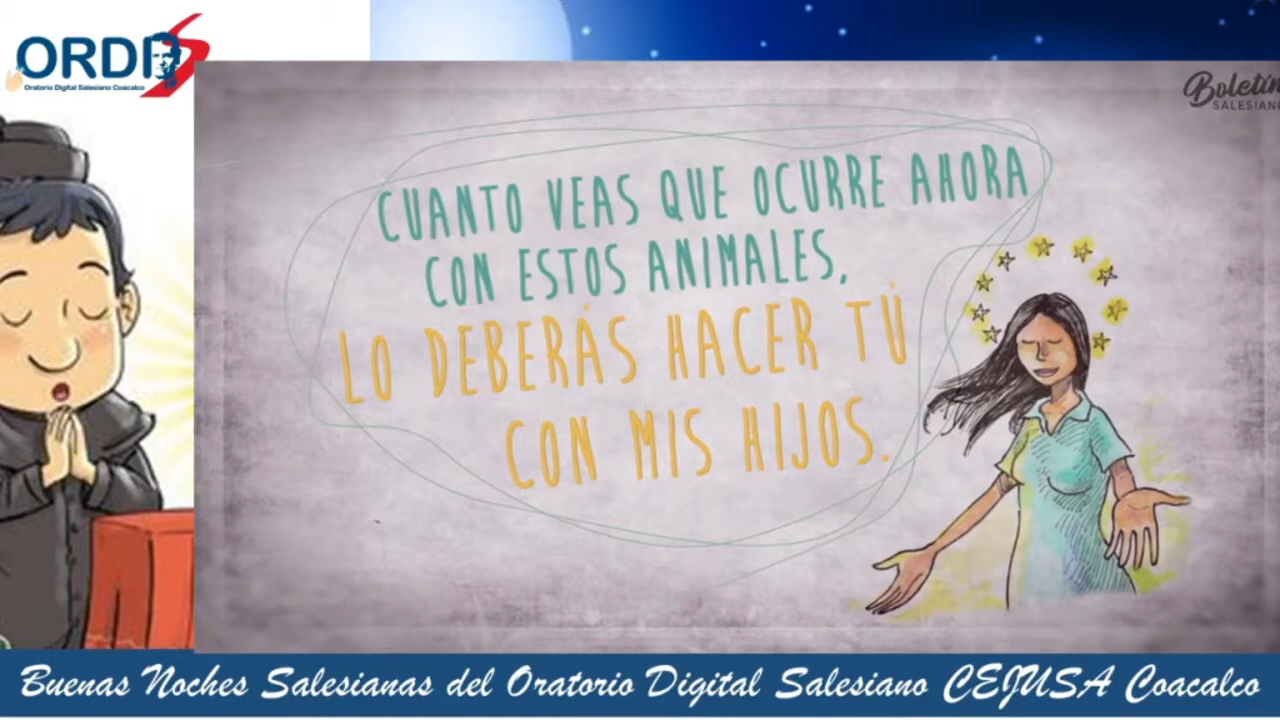 ORDS
Oratorio Digital Salesiano Coacalco
Boletín
SALESIANO
CUANTO VEAS QUE OCURRE AHORA
CON ESTOS ANIMALES,
LO DEBERÁS HACER TÚ
CON MIS HIJOS.
Buenas Noches Salesianas del Oratorio Digital Salesiano CEJUSA Coacalco